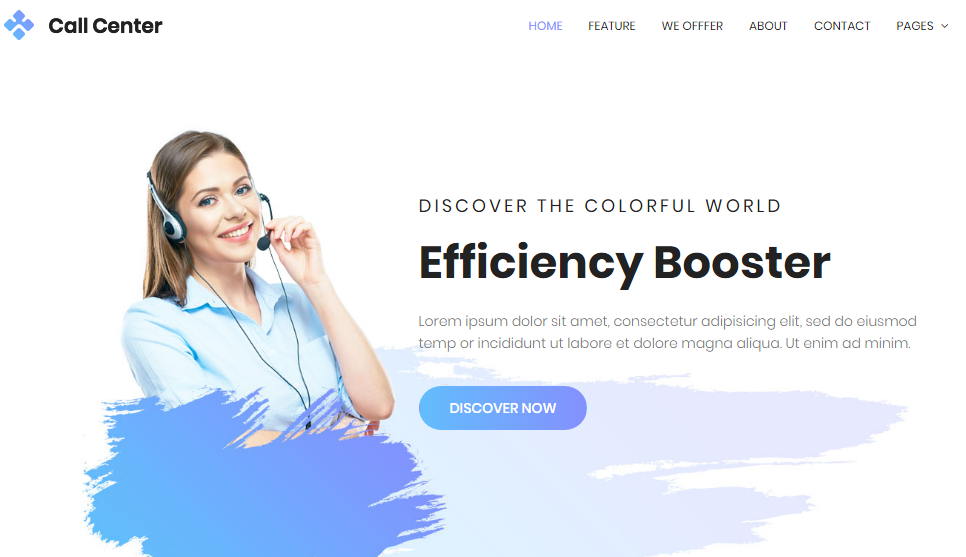 Call Center
HOME
FEATURE
WE OFFFER
ABOUT
CONTACT
PAGES
DISCOVER THE COLORFUL WORLD
Efficiency Booster
Lorem ipsum dolor sit amet, consectetur adipisicing elit, sed do eiusmod
temp or incididunt ut labore et dolore magna aliqua. Ut enim ad minim.
DISCOVER NOW